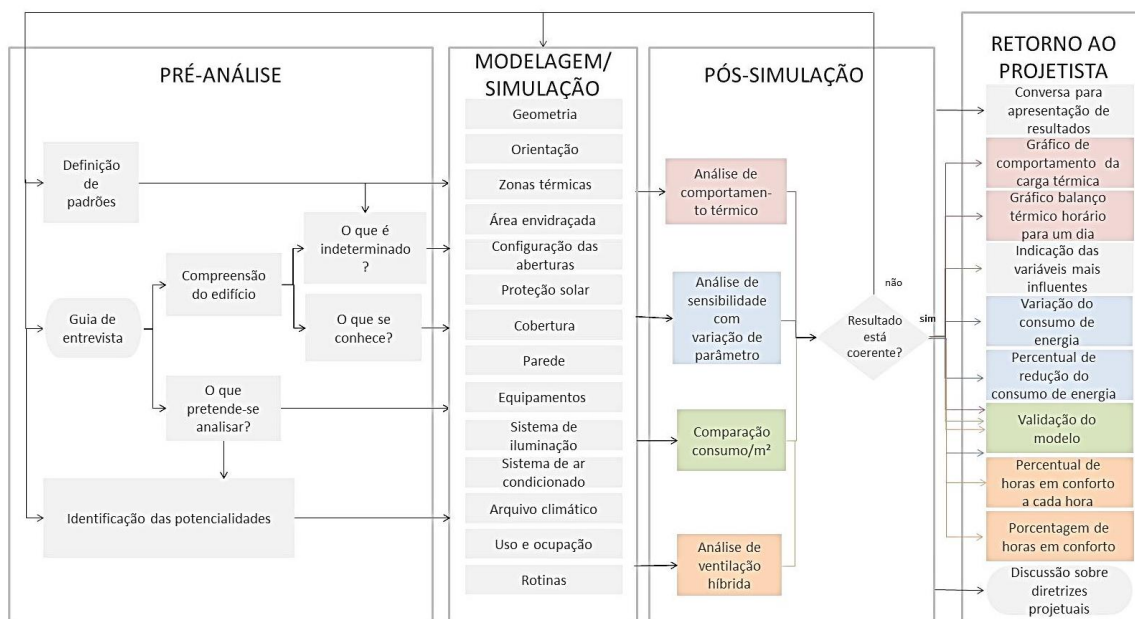 PRÉ-ANÁLISE
Definição
de
padrões
O que é
indeterminado
?
Compreensão
do edifício
Guia de
entrevista
O que se
conhece?
O que
pretende-se
analisar?
Identificação das potencialidades
MODELAGEM/
SIMULAÇÃO
Geometria
Orientação
Zonas térmicas
Área envidraçada
Configuração das
aberturas
Proteção solar
Cobertura
Parede
Equipamentos
Sistema de
iluminação
Sistema de ar
condicionado
Arquivo climático
Uso e ocupação
Rotinas
PÓS-SIMULAÇÃO
Análise de
comportamen-
to térmico
Análise de
sensibilidade
com
variação de
parâmetro
Comparação
consumo/m²
Análise de
ventilação
híbrida
não
Resultado
está
coerente?
sim
RETORNO AO
PROJETISTA
Conversa para
apresentação de
resultados
Gráfico de
comportamento da
carga térmica
Gráfico balanço
térmico horário
para um dia
Indicação das
variáveis mais
influentes
Variação do
consumo de
energia
Percentual de
redução do
consumo de energia
Validação do
modelo
Percentual de
horas em conforto
a cada hora
Porcentagem de
horas em conforto
Discussão sobre
diretrizes
projetuais